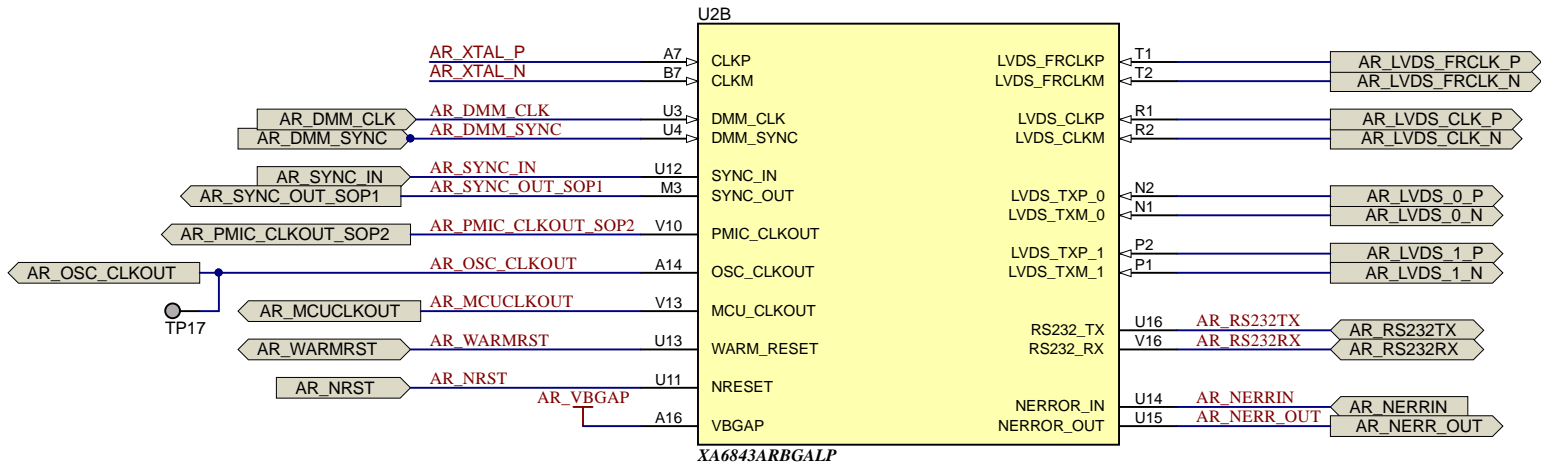 U2B
AR_XTAL_P A7 CLKP LVDS_FRCLKP T1 AR_LVDS_FRCLK_P
AR_XTAL_N B7 CLKM LVDS_FRCLKM T2 AR_LVDS_FRCLK_N
AR_DMM_CLK AR_DMM_CLK U3 DMM_CLK LVDS_CLKP R1 AR_LVDS_CLK_P
AR_DMM_SYNC AR_DMM_SYNC U4 DMM_SYNC LVDS_CLKM R2 AR_LVDS_CLK_N
AR_SYNC_IN AR_SYNC_IN U12 SYNC_IN
AR_SYNC_OUT_SOP1 AR_SYNC_OUT_SOP1 M3 SYNC_OUT LVDS_TXP_0 N2 AR_LVDS_0_P
LVDS_TXM_0 N1 AR_LVDS_0_N
AR_PMIC_CLKOUT_SOP2 AR_PMIC_CLKOUT_SOP2 V10 PMIC_CLKOUT
LVDS_TXP_1 P2 AR_LVDS_1_P
AR_OSC_CLKOUT AR_OSC_CLKOUT A14 OSC_CLKOUT LVDS_TXM_1 P1 AR_LVDS_1_N
AR_MCUCLKOUT AR_MCUCLKOUT V13 MCU_CLKOUT
TP17
RS232_TX U16 AR_RS232TX AR_RS232TX
AR_WARMRST AR_WARMRST U13 WARM_RESET RS232_RX V16 AR_RS232RX AR_RS232RX
AR_NRST AR_NRST U11 NRESET
AR_VBGAP
NERROR_IN U14 AR_NERRIN AR_NERRIN
A16 VBGAP NERROR_OUT U15 AR_NERR_OUT AR_NERR_OUT
XA6843ARBGALP